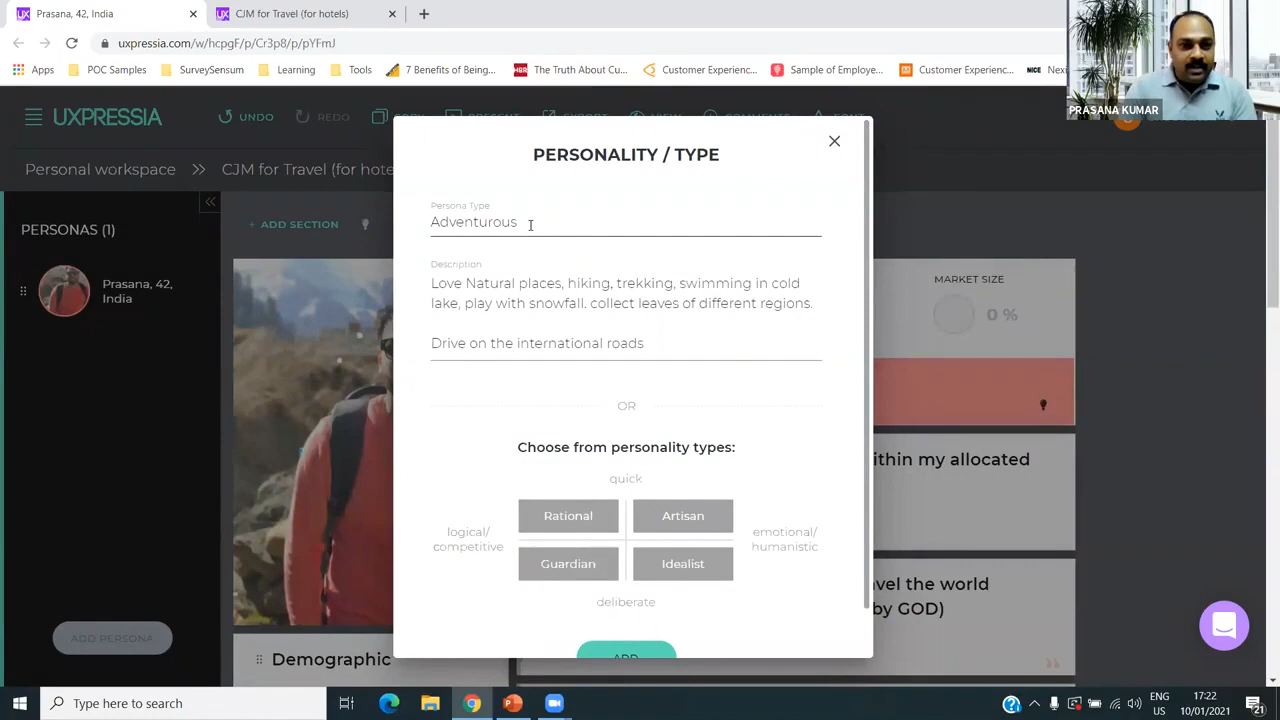 Prasana, 42, India
CJM for Travel (for hotels)
uxpressia.com/w/hcpgF/p/Cr3p8/p/pYFmJ
Apps
POC Samples
SurveySensum
Learning
Tools
7 Benefits of Being...
The Truth About Cu...
Customer Experienc...
Sample of Employe...
Customer Experienc...
PRASANA KUMAR
UXPRESSIA
UNDO
REDO
Personal workspace
CJM for Travel (for hote
PERSONAS (1)
Prasana, 42,
India
ADD PERSONA
+ ADD SECTION
Demographic
PERSONALITY / TYPE
Persona Type
Adventurous
Description
Love Natural places, hiking, trekking, swimming in cold
lake, play with snowfall. collect leaves of different regions.
Drive on the international roads
OR
Choose from personality types:
quick
Rational
Artisan
logical/
competitive
emotional/
humanistic
Guardian
Idealist
deliberate
ADD
MARKET SIZE
0 %
ithin my allocated
avel the world
by GOD)
Type here to search
ENG
US
17:22
10/01/2021
21